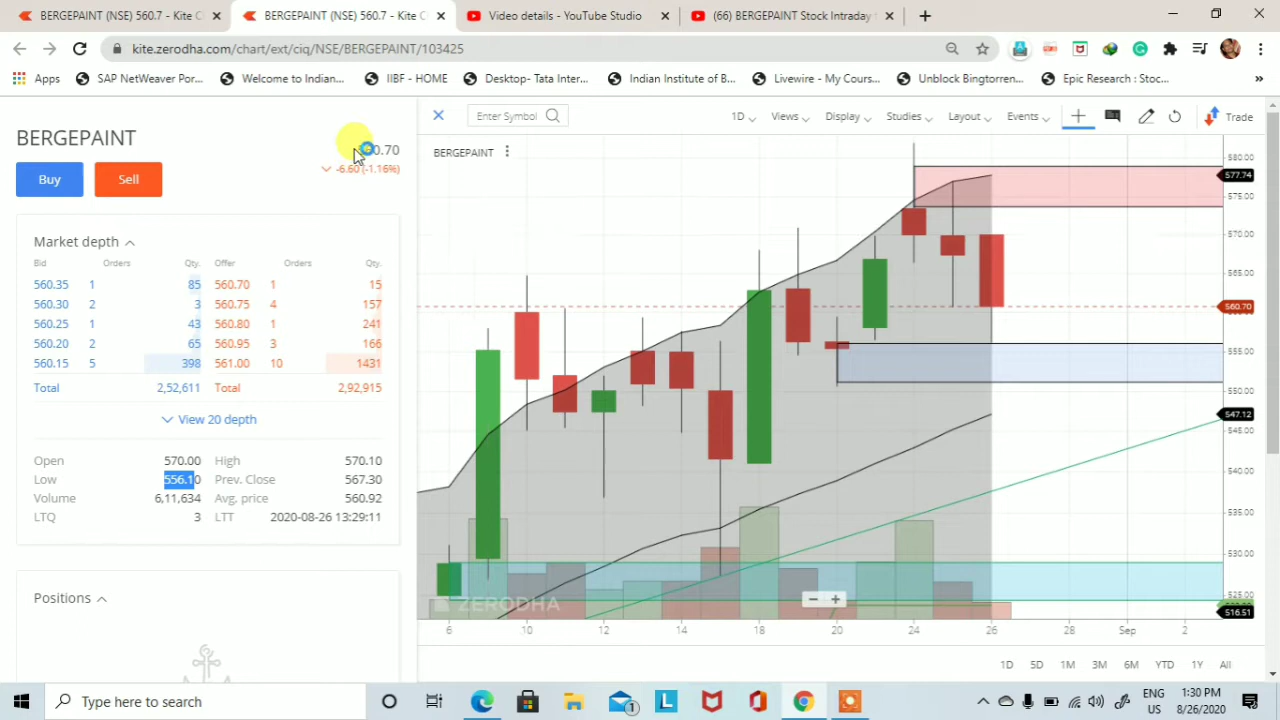 BERGEPAINT (NSE) 560.7 - Kite C
BERGEPAINT (NSE) 560.7 - Kite C
Video details - YouTube Studio
(66) BERGEPAINT Stock Intraday
kite.zerodha.com/chart/ext/ciq/NSE/BERGEPAINT/103425
Apps SAP NetWeaver Por... Welcome to Indian... IIBF - HOME Desktop- Tata Inter... Indian Institute of B... Livewire - My Cours... Unblock Bingtorren... Epic Research : Stoc... »
BERGEPAINT
-6.60 (-1.16%)
Buy Sell
Market depth
Bid Orders Qty. Offer Orders Qty.
560.35 1 85 560.70 1 15
560.30 2 3 560.75 4 157
560.25 1 43 560.80 1 241
560.20 2 65 560.95 3 166
560.15 5 398 561.00 10 1431
Total 2,52,611 Total 2,92,915
View 20 depth
Open 570.00 High 570.10
Low 556.10 Prev. Close 567.30
Volume 6,11,634 Avg. price 560.92
LTQ 3 LTT 2020-08-26 13:29:11
Positions
Enter Symbol
1D Views Display Studies Layout Events Trade
BERGEPAINT
580.00
577.74
575.00
570.00
565.00
560.70
555.00
550.00
547.12
545.00
540.00
535.00
530.00
525.00
516.51
ZERODHA
6 10 12 14 18 20 24 26 28 Sep 2
1D 5D 1M 3M 6M YTD 1Y All
Type here to search
1
ENG
US
1:30 PM
8/26/2020